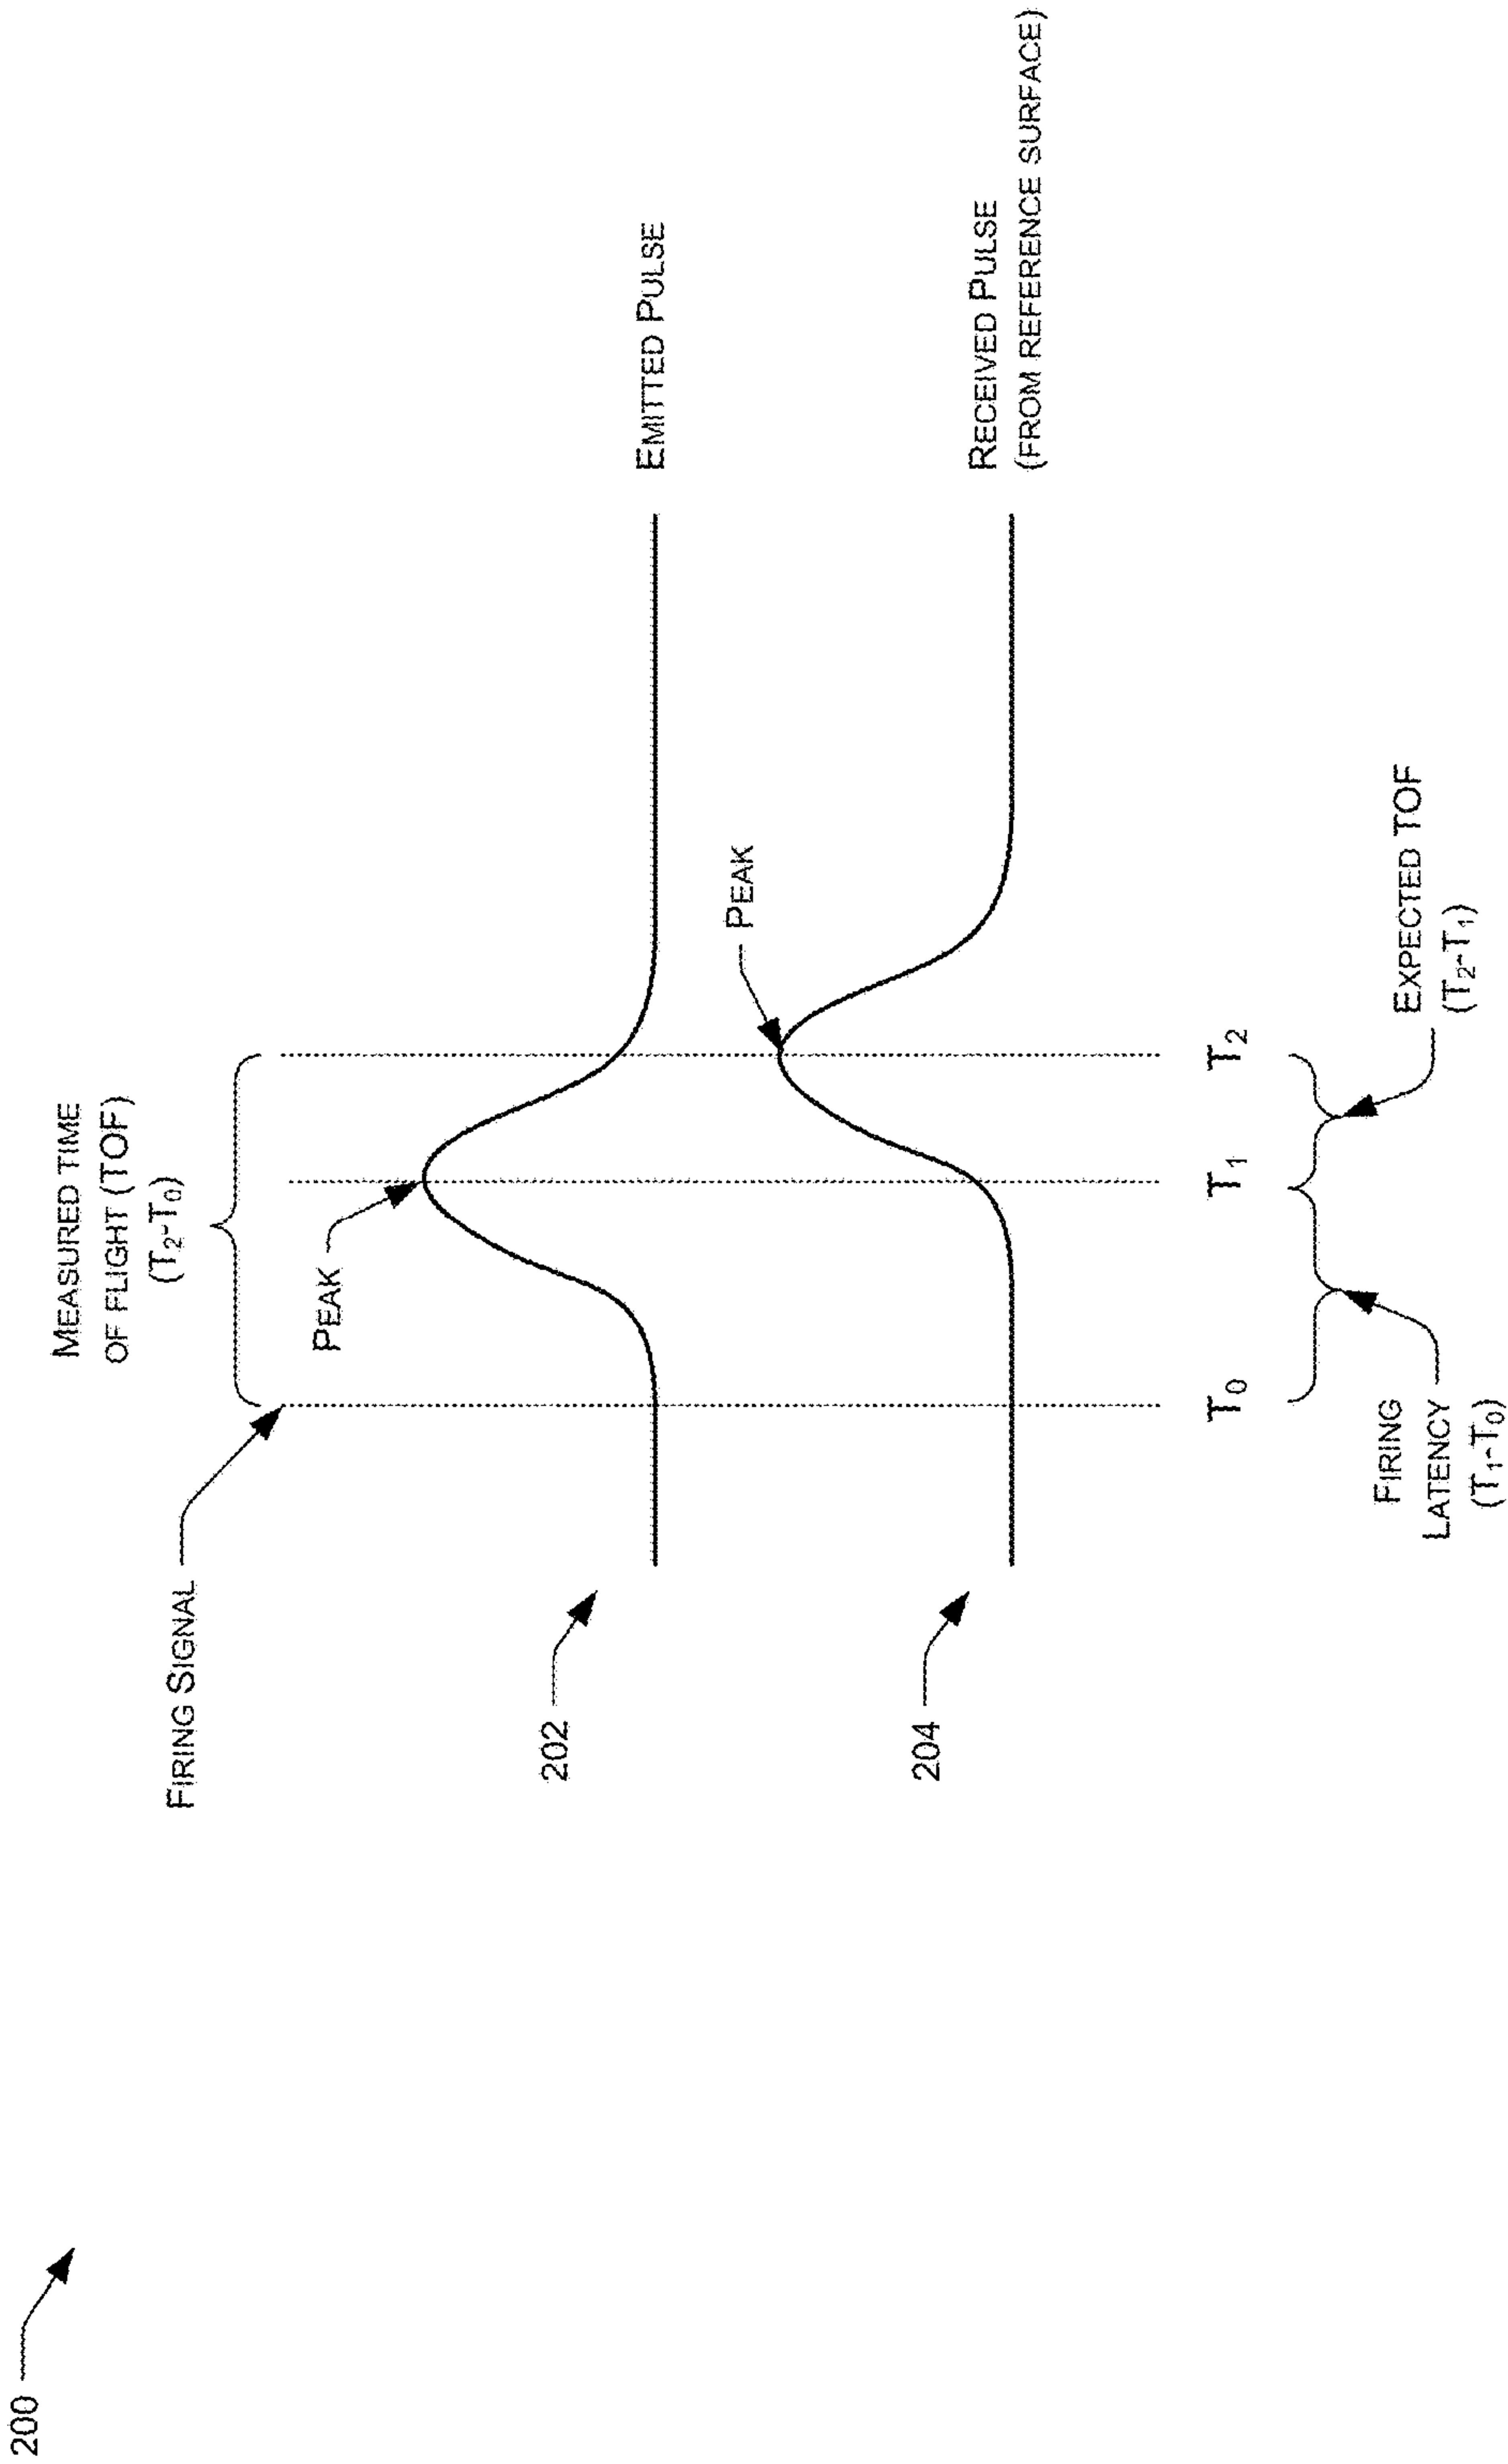 200
MEASURED TIME
OF FLIGHT (TOF)
(T₂-T₀)
FIRING SIGNAL
PEAK
202
EMITTED PULSE
PEAK
204
RECEIVED PULSE
(FROM REFERENCE SURFACE)
T₀
T₁
T₂
FIRING
LATENCY
(T₁-T₀)
EXPECTED TOF
(T₂-T₁)